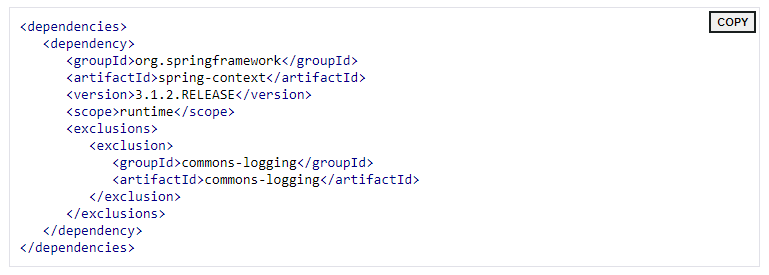 COPY
<dependencies>
   <dependency>
      <groupId>org.springframework</groupId>
      <artifactId>spring-context</artifactId>
      <version>3.1.2.RELEASE</version>
      <scope>runtime</scope>
      <exclusions>
         <exclusion>
            <groupId>commons-logging</groupId>
            <artifactId>commons-logging</artifactId>
         </exclusion>
      </exclusions>
   </dependency>
</dependencies>